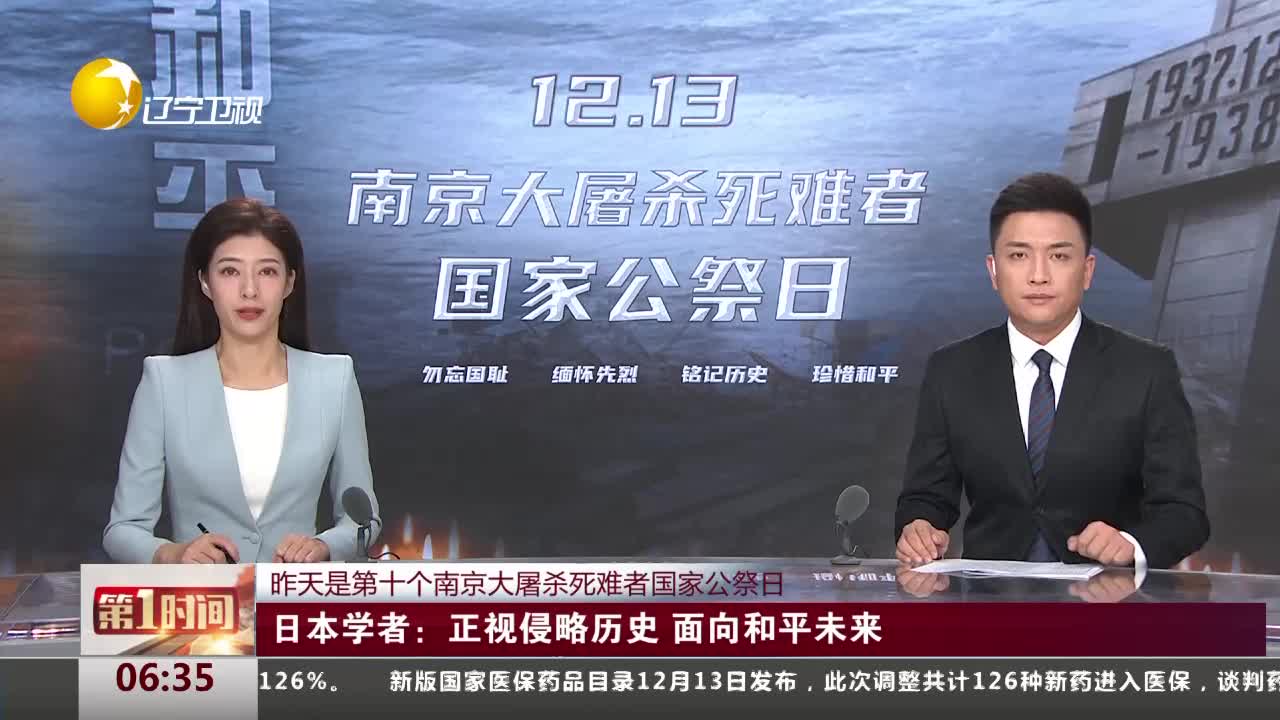 和平
辽宁卫视
12.13
南京大屠杀死难者
国家公祭日
勿忘国耻 缅怀先烈 铭记历史 珍惜和平
1937.12
-1938
P
昨天是第十个南京大屠杀死难者国家公祭日
第1时间
日本学者：正视侵略历史 面向和平未来
06:35
126%。 新版国家医保药品目录12月13日发布，此次调整共计126种新药进入医保，谈判药